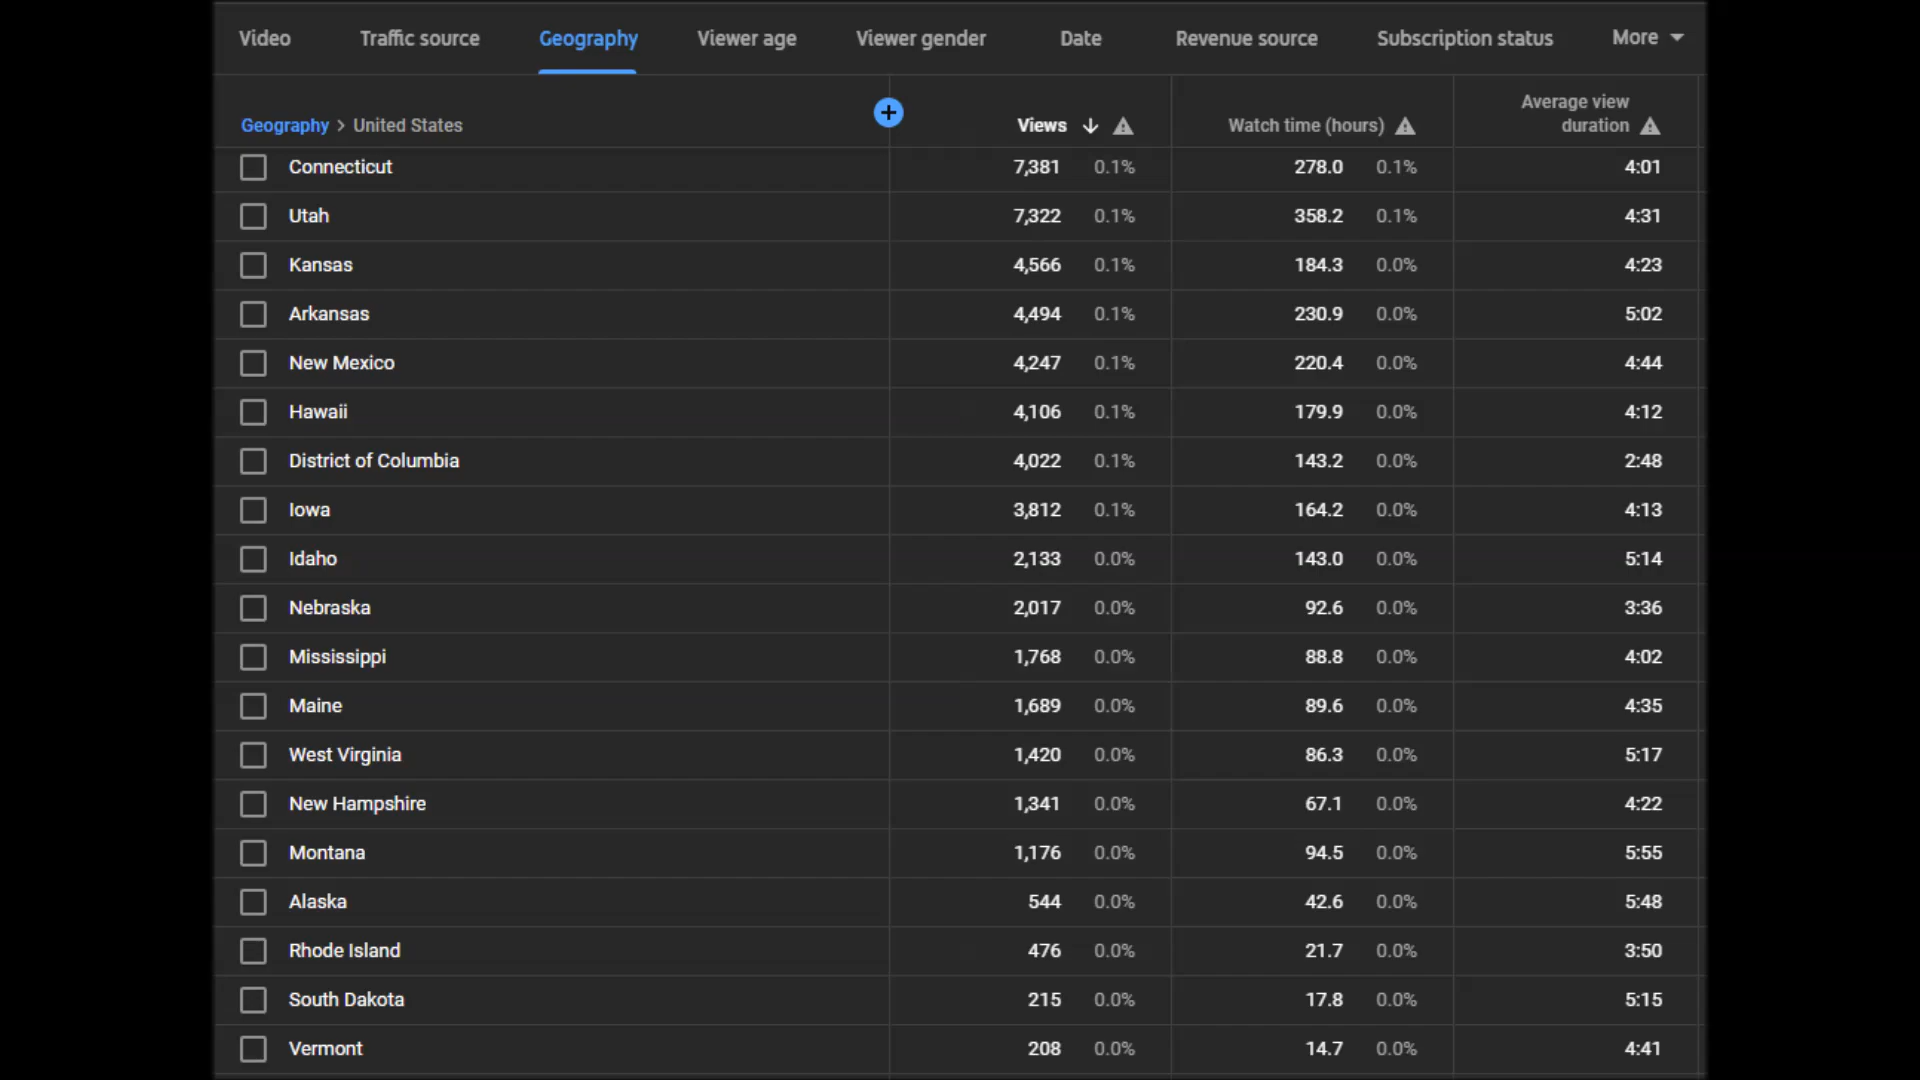 Video Traffic source Geography Viewer age Viewer gender Date Revenue source Subscription status More
Geography > United States Views Watch time (hours) Average view duration
Connecticut 7,381 0.1% 278.0 0.1% 4:01
Utah 7,322 0.1% 358.2 0.1% 4:31
Kansas 4,566 0.1% 184.3 0.0% 4:23
Arkansas 4,494 0.1% 230.9 0.0% 5:02
New Mexico 4,247 0.1% 220.4 0.0% 4:44
Hawaii 4,106 0.1% 179.9 0.0% 4:12
District of Columbia 4,022 0.1% 143.2 0.0% 2:48
Iowa 3,812 0.1% 164.2 0.0% 4:13
Idaho 2,133 0.0% 143.0 0.0% 5:14
Nebraska 2,017 0.0% 92.6 0.0% 3:36
Mississippi 1,768 0.0% 88.8 0.0% 4:02
Maine 1,689 0.0% 89.6 0.0% 4:35
West Virginia 1,420 0.0% 86.3 0.0% 5:17
New Hampshire 1,341 0.0% 67.1 0.0% 4:22
Montana 1,176 0.0% 94.5 0.0% 5:55
Alaska 544 0.0% 42.6 0.0% 5:48
Rhode Island 476 0.0% 21.7 0.0% 3:50
South Dakota 215 0.0% 17.8 0.0% 5:15
Vermont 208 0.0% 14.7 0.0% 4:41